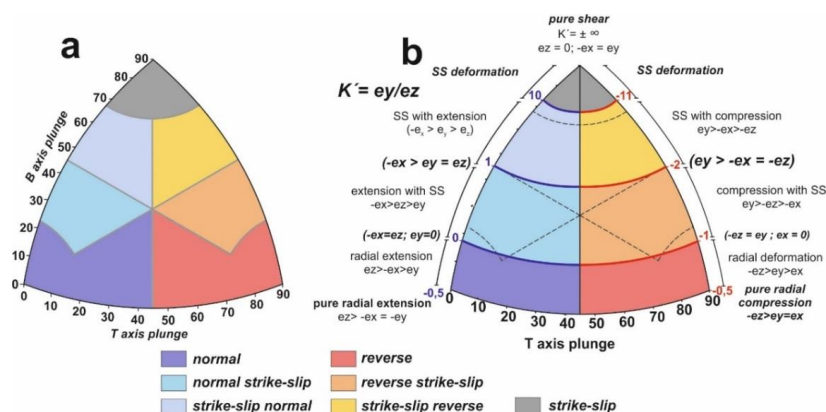 a
90
80
70
60
50
40
30
20
10
0
B axis plunge
0
10
20
30
40
50
60
70
80
90
T axis plunge
b
K´= ey/ez
pure shear
K´= ± ∞
ez = 0; -ex = ey
SS deformation
SS deformation
10
-11
SS with extension
(-ex > ey > ez)
SS with compression
ey>-ex>-ez
(-ex > ey = ez)
1
-2
(ey > -ex = -ez)
extension with SS
-ex>ez>ey
compression with SS
ey>-ez>-ex
(-ex=ez; ey=0)
0
-1
(-ez = ey ; ex = 0)
radial extension
ez>-ex>ey
radial deformation
-ez>ey>ex
-0,5
-0,5
pure radial extension
ez> -ex = -ey
pure radial
compression
-ez>ey=ex
0
10
20
30
40
50
60
70
80
90
T axis plunge
normal
reverse
normal strike-slip
reverse strike-slip
strike-slip normal
strike-slip reverse
strike-slip